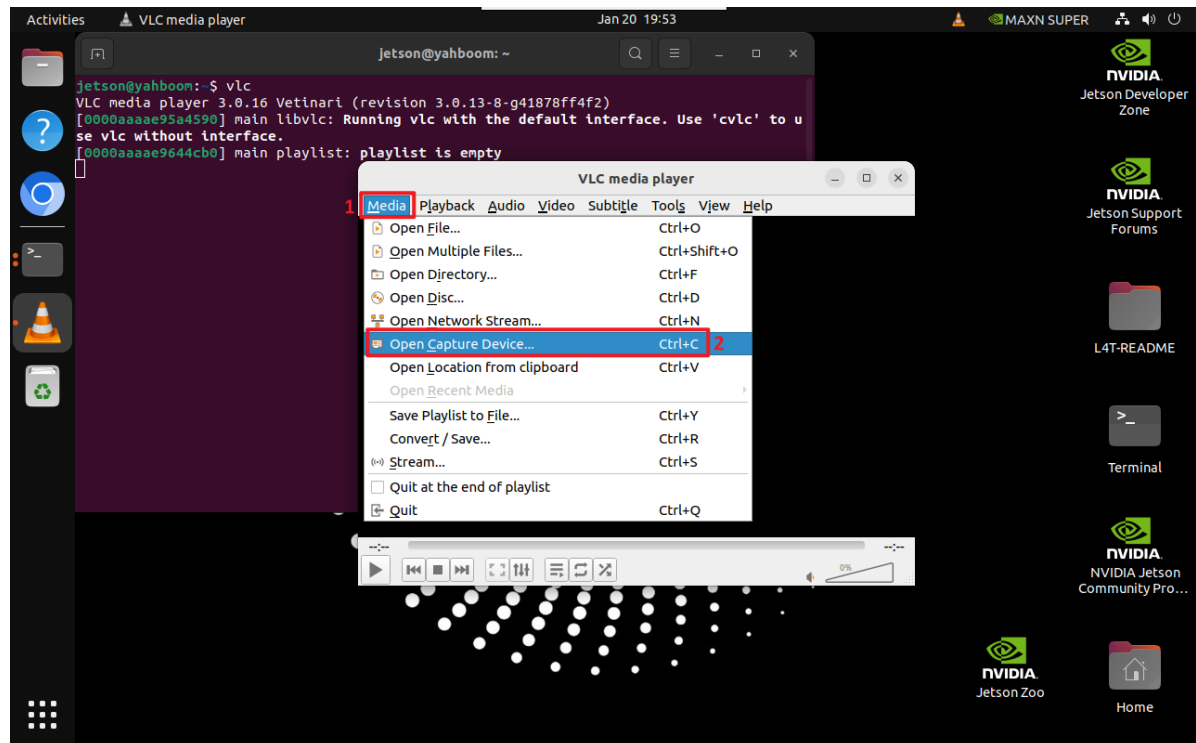 Activities
VLC media player
Jan 20 19:53
MAXN SUPER
jetson@yahboom: ~
jetson@yahboom:~$ vlc
VLC media player 3.0.16 Vetinari (revision 3.0.13-8-g41878ff4f2)
[0000aaaae95a4590] main libvlc: Running vlc with the default interface. Use 'cvlc' to u
se vlc without interface.
[0000aaaae9644cb0] main playlist: playlist is empty
VLC media player
1 Media Playback Audio Video Subtitle Tools View Help
Open File... Ctrl+O
Open Multiple Files... Ctrl+Shift+O
Open Directory... Ctrl+F
Open Disc... Ctrl+D
Open Network Stream... Ctrl+N
Open Capture Device... Ctrl+C 2
Open Location from clipboard Ctrl+V
Open Recent Media
Save Playlist to File... Ctrl+Y
Convert / Save... Ctrl+R
Stream... Ctrl+S
Quit at the end of playlist
Quit Ctrl+Q
--:-- --:--
0%
NVIDIA.
Jetson Developer
Zone
NVIDIA.
Jetson Support
Forums
L4T-README
>_
Terminal
NVIDIA.
NVIDIA Jetson
Community Pro...
NVIDIA.
Jetson Zoo
Home